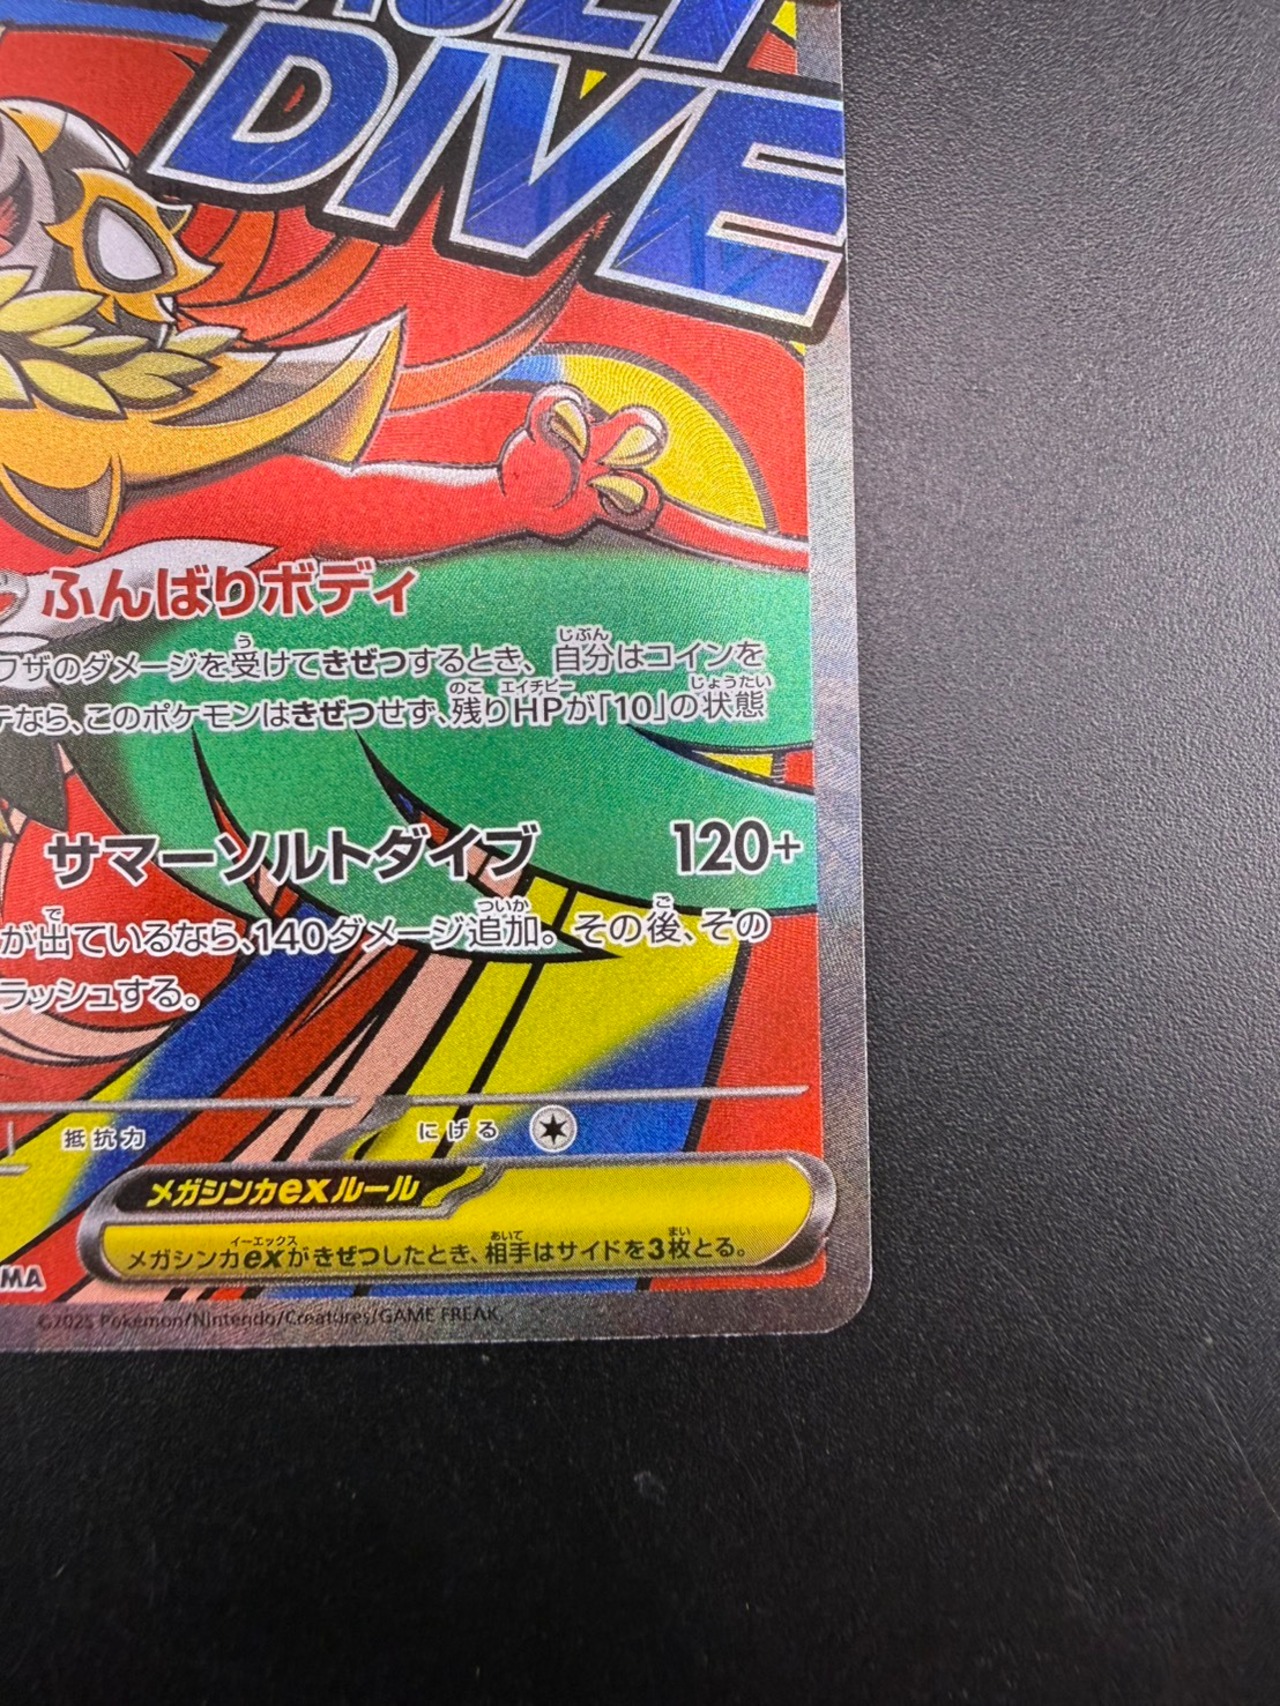 DIVE
ふんばりボディ
ワザのダメージを受けてきぜつするとき、自分はコインを
テなら、このポケモンはきぜつせず、残りHPが「10」の状態
サマーソルトダイブ 120+
が出ているなら、140ダメージ追加。その後、その
ラッシュする。
抵抗力 にげる
メガシンカexルール
メガシンカexがきぜつしたとき、相手はサイドを3枚とる。
MA
©2025 Pokémon/Nintendo/Creatures/GAME FREAK.